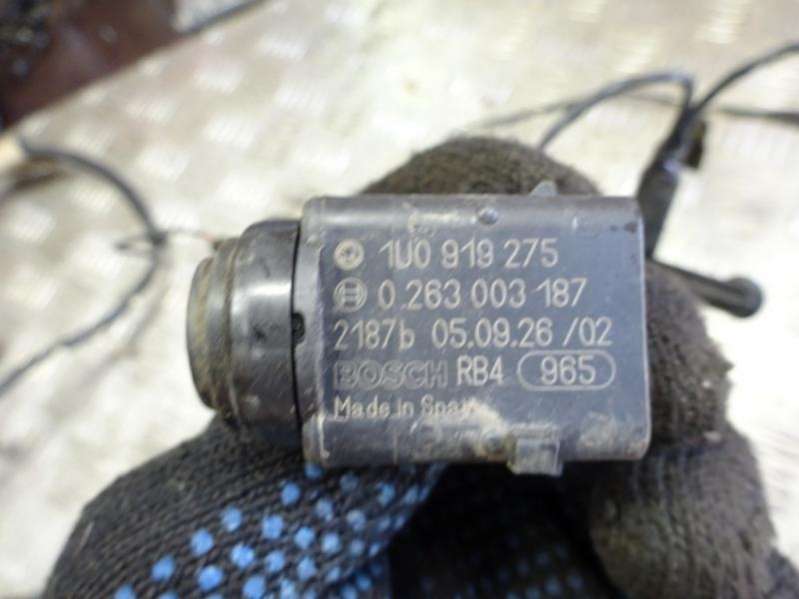 1U0 919 275
0 263 003 187
2187b 05.09.26 /02
BOSCH RB4 965
Made in Spain